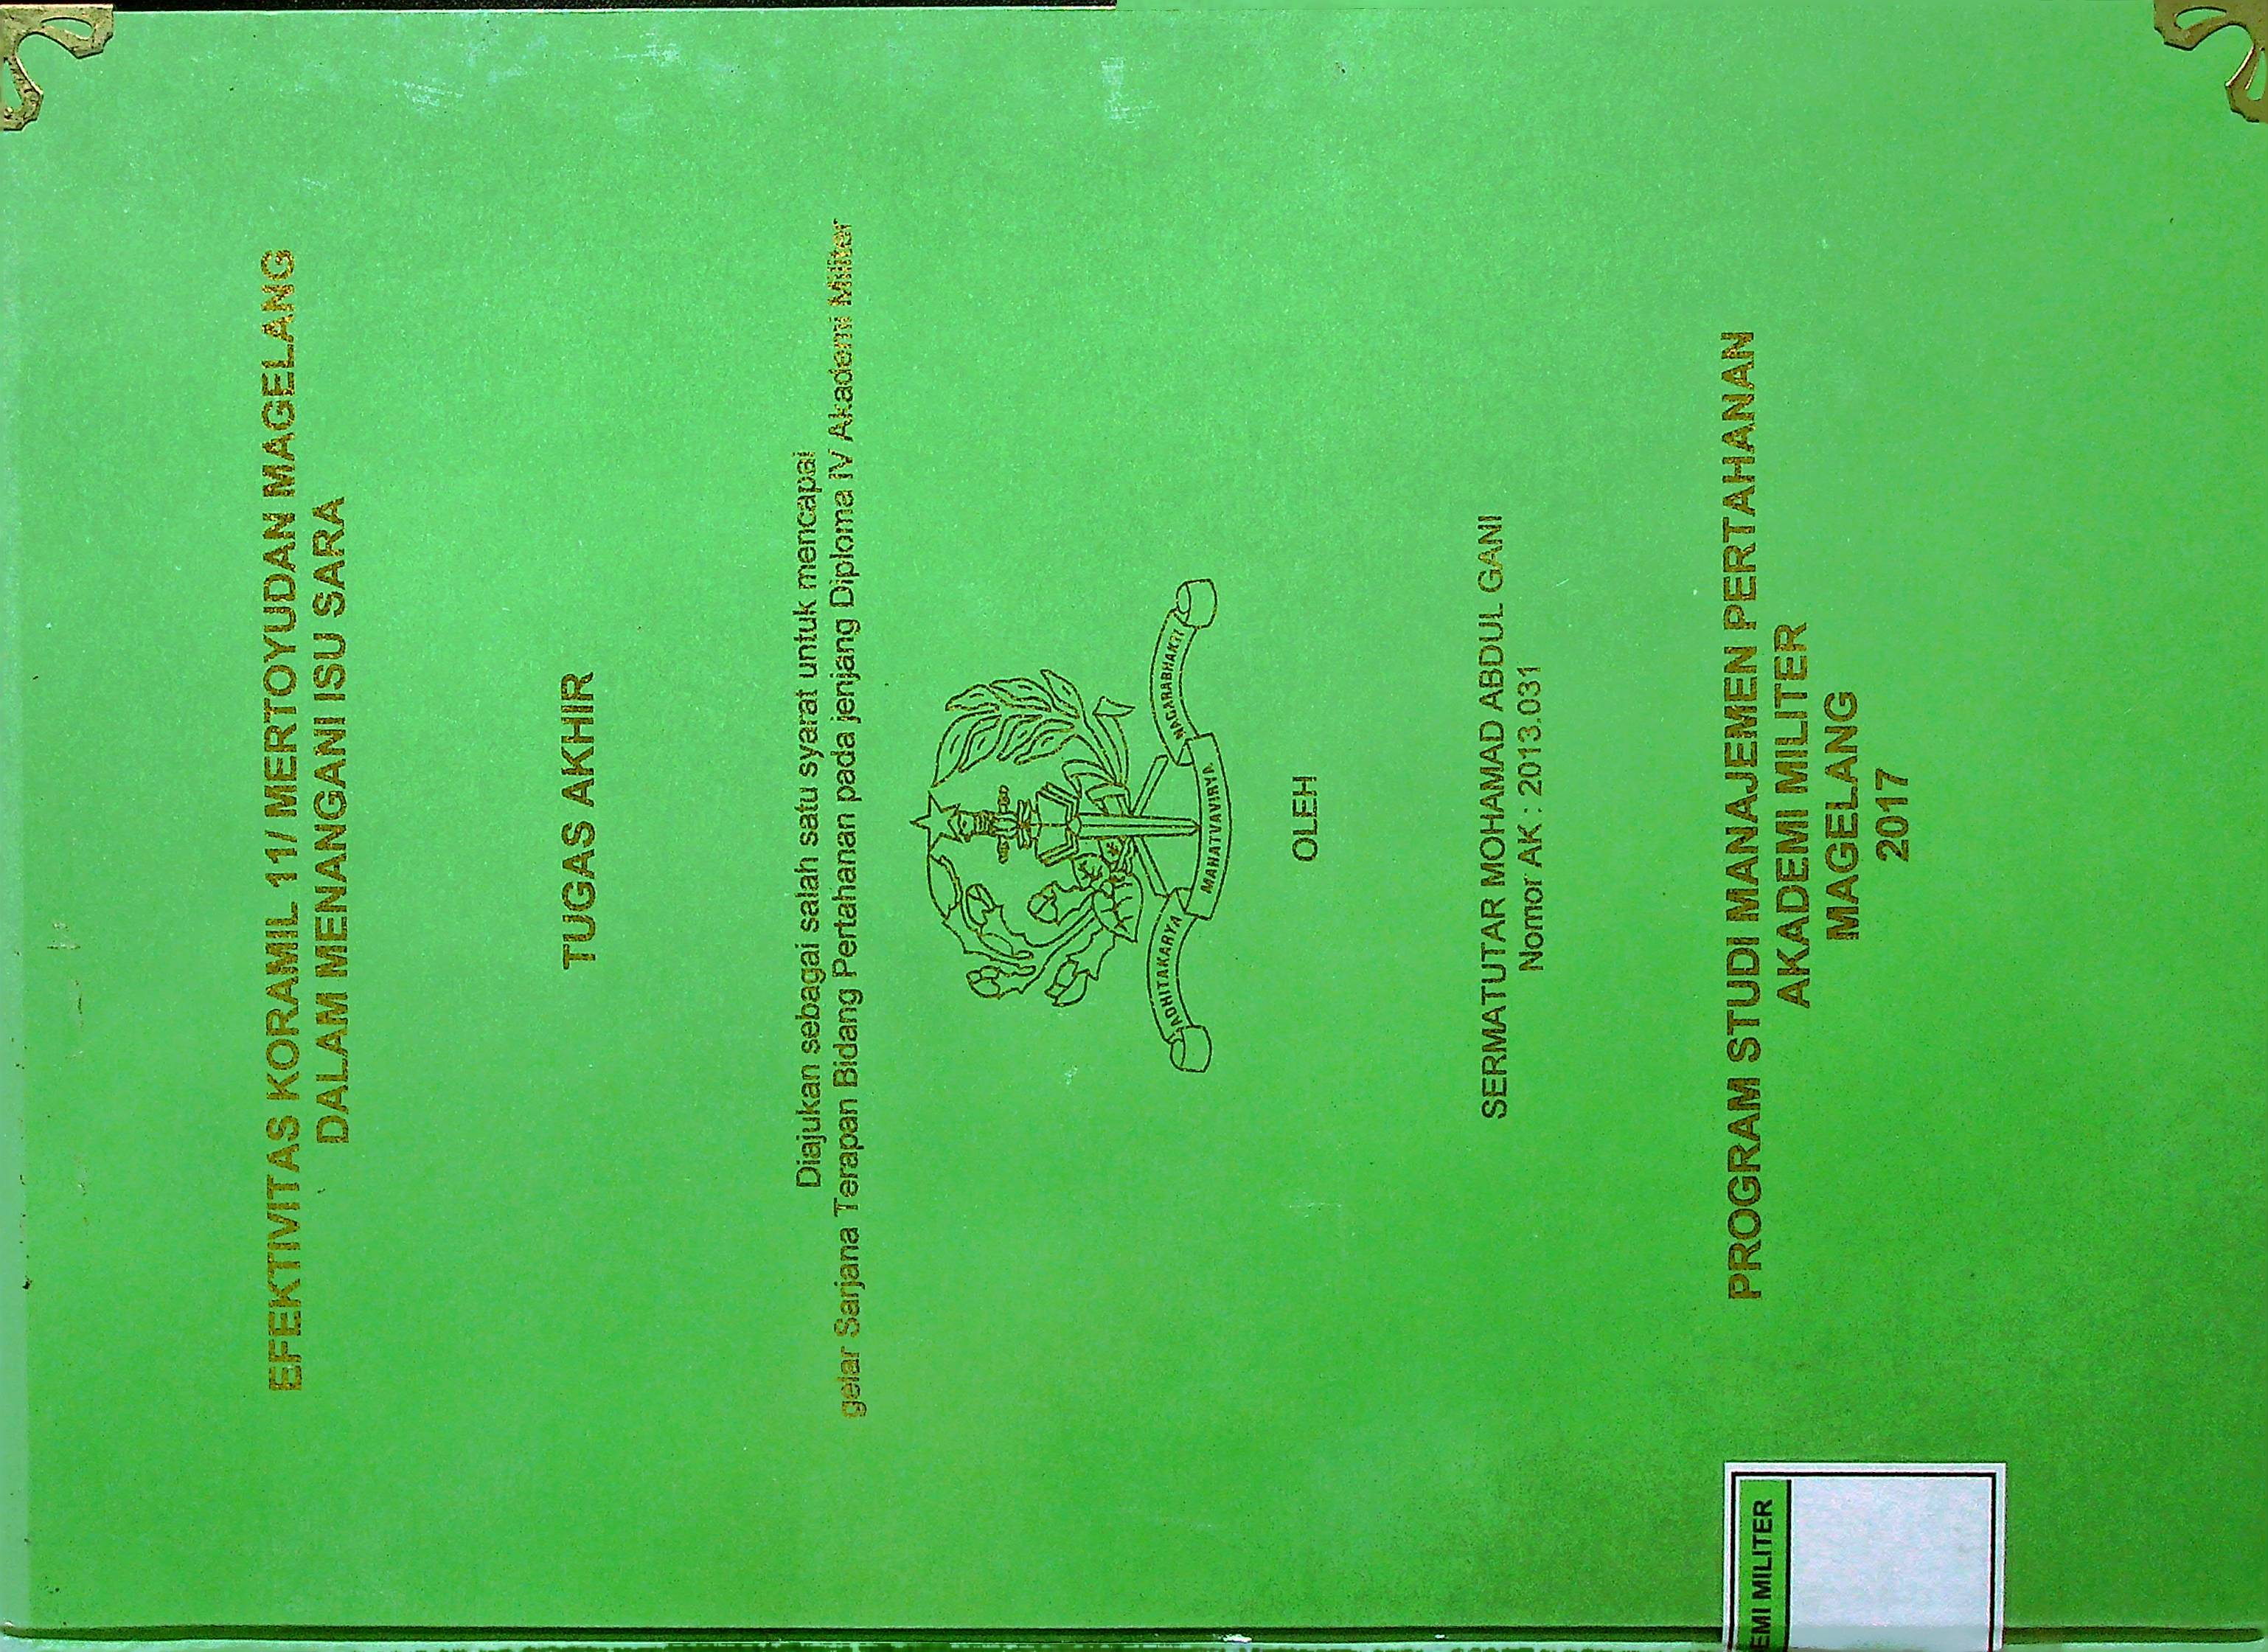 EFEKTIVITAS KORAMIL 11/ MERTOYUDAN MAGELANG
DALAM MENANGANI ISU SARA
TUGAS AKHIR
Diajukan sebagai salah satu syarat untuk mencapai
gelar Sarjana Terapan Bidang Pertahanan pada jenjang Diploma IV Akademi Militer
ADHITAKARYA MAHATVAVIRYA NAGARABHAKTI
OLEH
SERMATUTAR MOHAMAD ABDUL GANI
Nomor AK : 2013.031
PROGRAM STUDI MANAJEMEN PERTAHANAN
AKADEMI MILITER
MAGELANG
2017
EMI MILITER